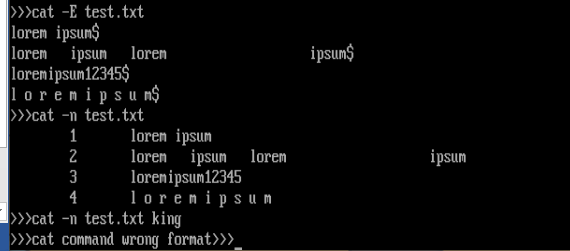 >>>cat -E test.txt
lorem ipsum$
lorem   ipsum   lorem                  ipsum$
loremipsum12345$
l o r e m i p s u m$
>>>cat -n test.txt
       1       lorem ipsum
       2       lorem   ipsum   lorem                  ipsum
       3       loremipsum12345
       4       l o r e m i p s u m
>>>cat -n test.txt king
>>>cat command wrong format>>>